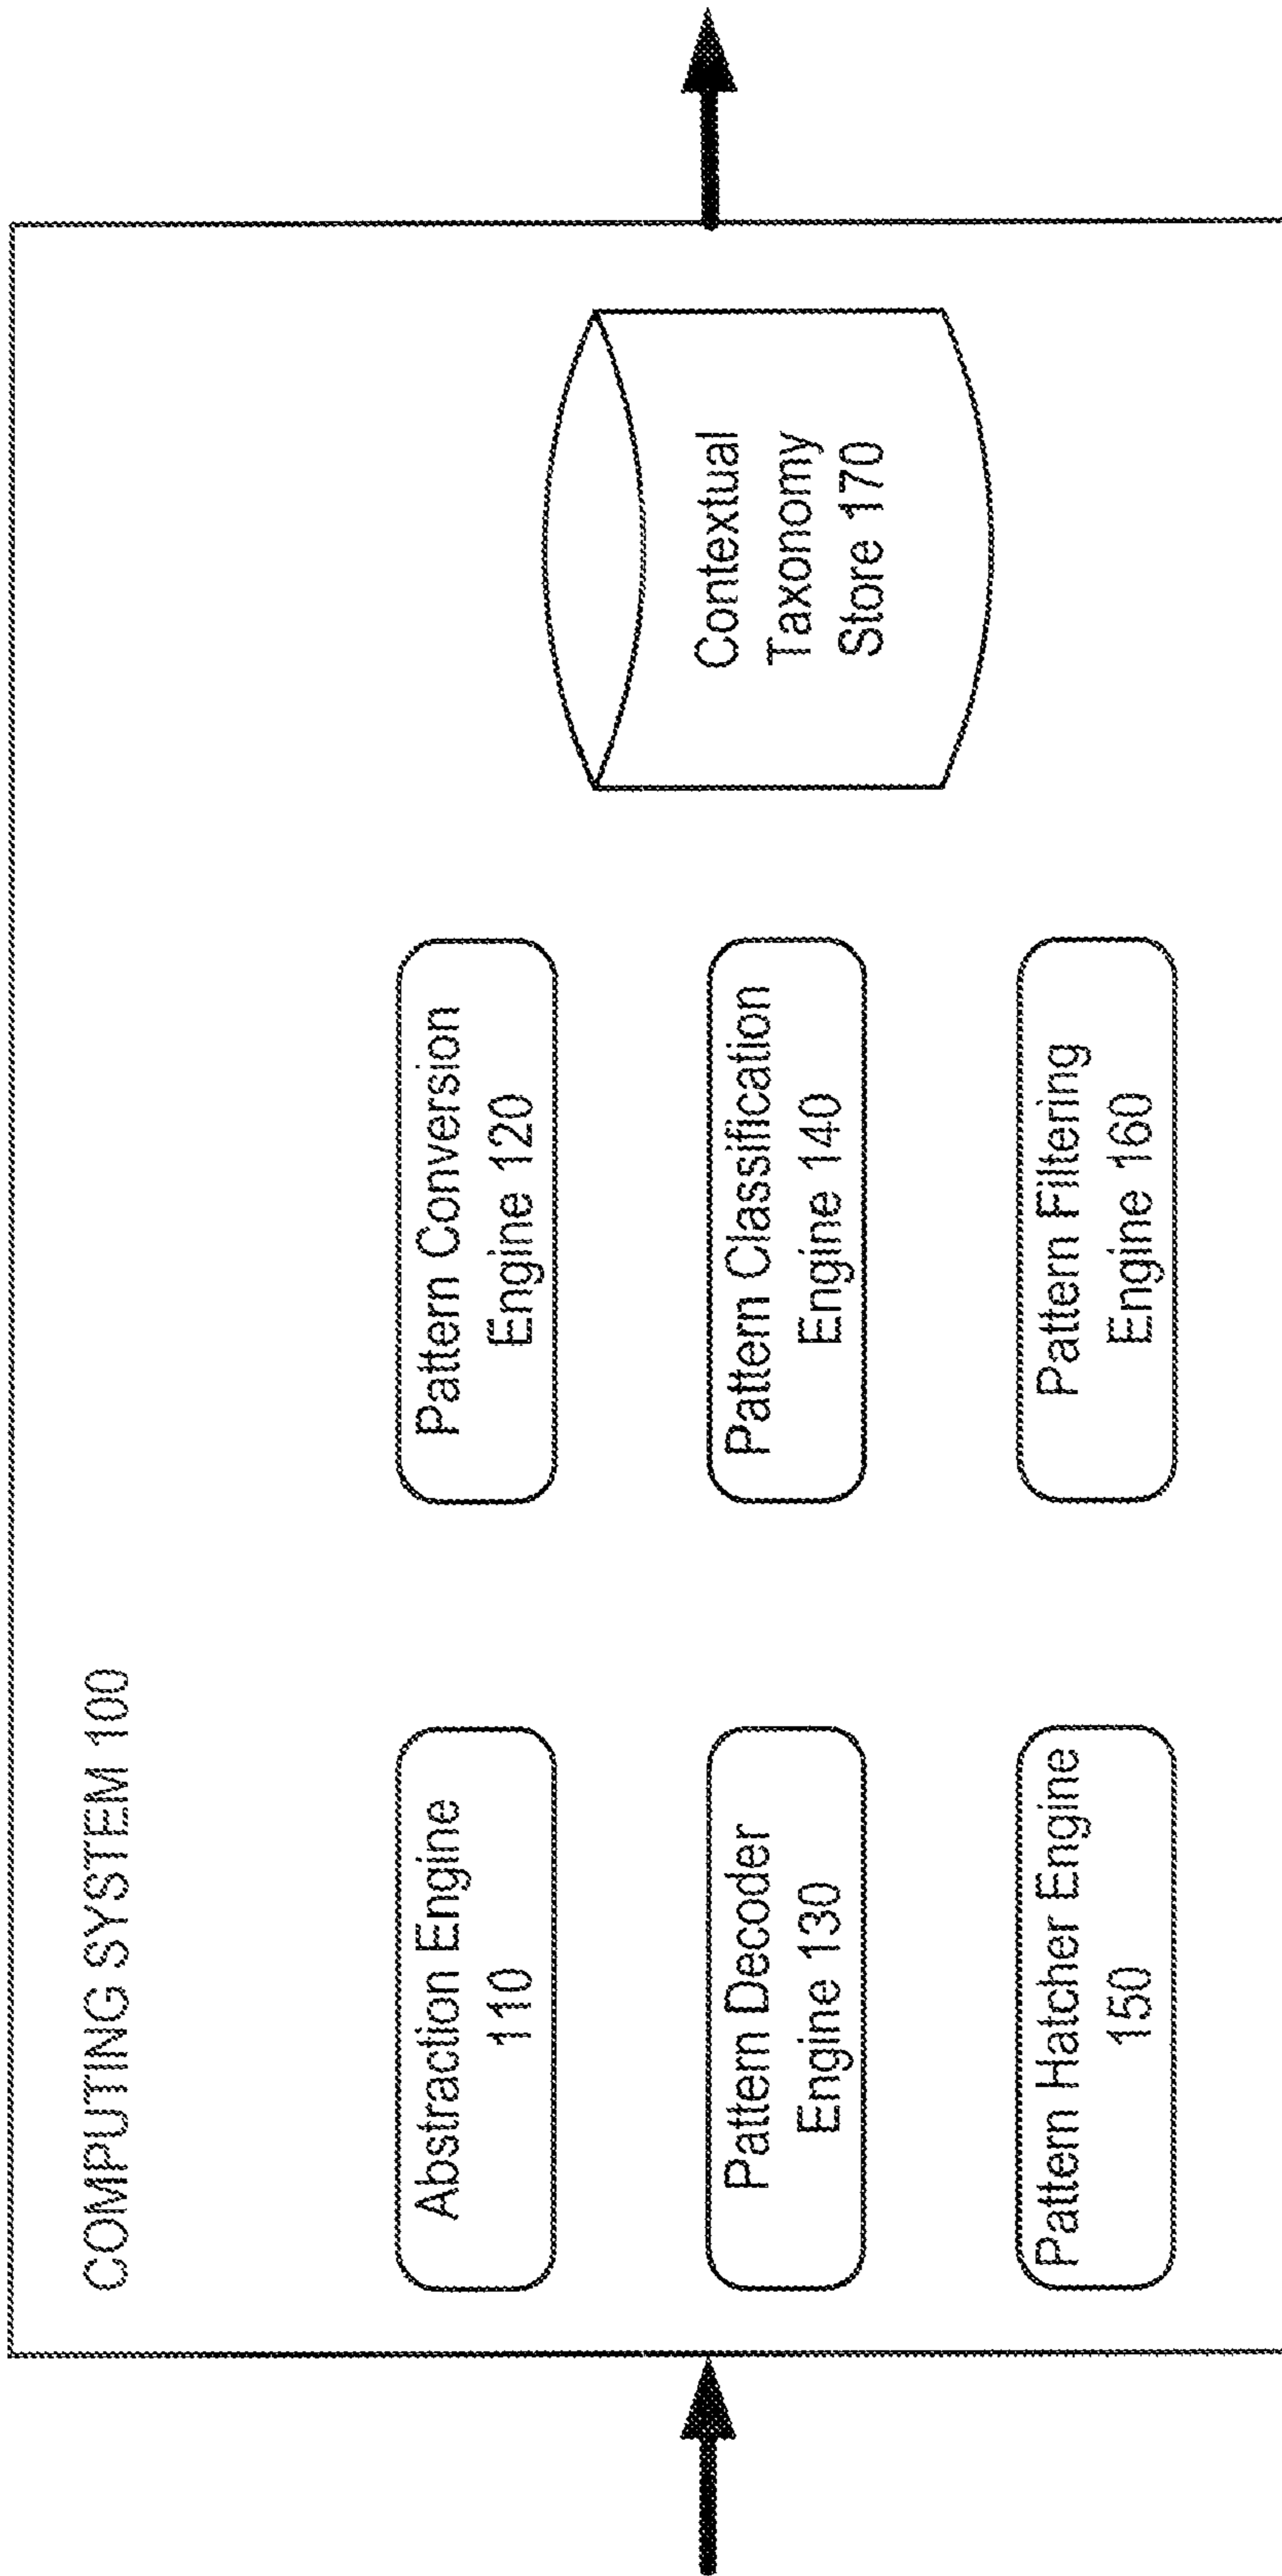 COMPUTING SYSTEM 100
Abstraction Engine
110
Pattern Conversion
Engine 120
Pattern Decoder
Engine 130
Pattern Classification
Engine 140
Pattern Hatcher Engine
150
Pattern Filtering
Engine 160
Contextual
Taxonomy
Store 170